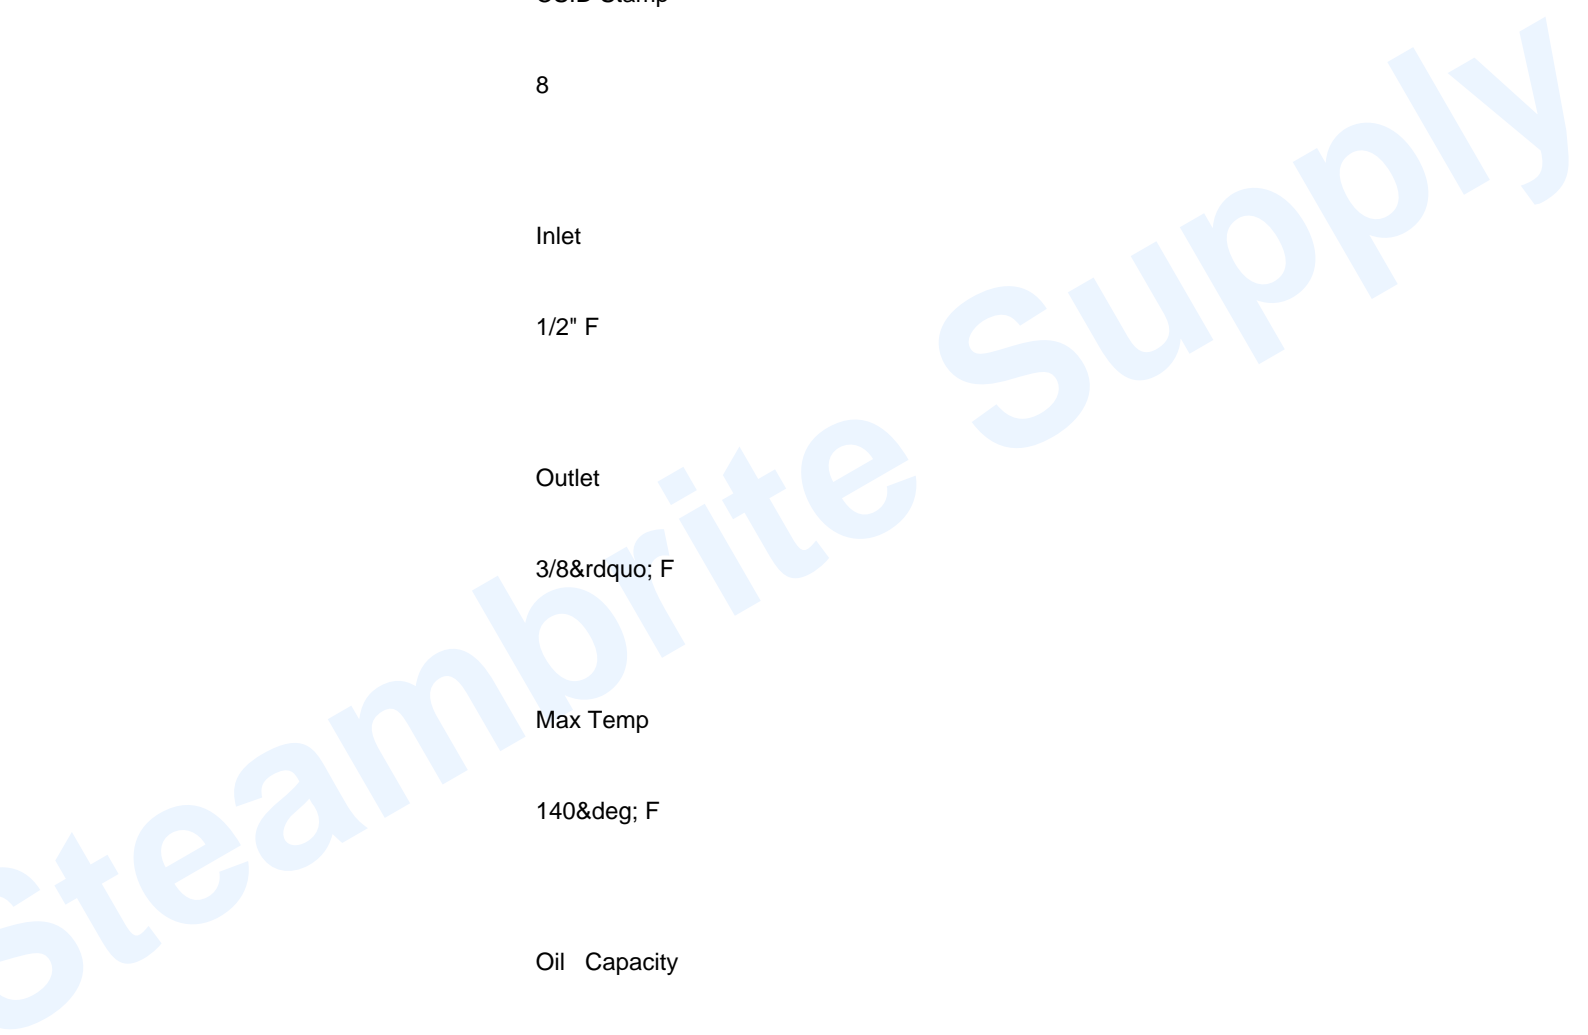 8
Inlet
1/2" F
Outlet
3/8&rdquo; F
Max Temp
140&deg; F
Oil   Capacity
Steambrite Supply